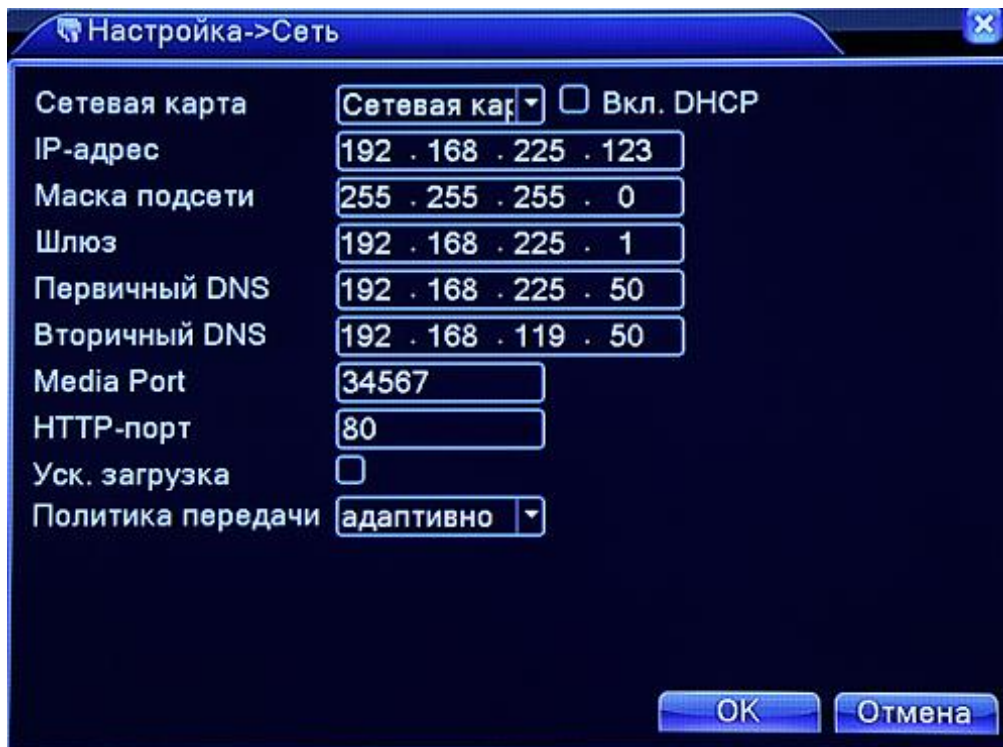 Настройка->Сеть
Сетевая карта Сетевая кар Вкл. DHCP
IP-адрес 192 . 168 . 225 . 123
Маска подсети 255 . 255 . 255 . 0
Шлюз 192 . 168 . 225 . 1
Первичный DNS 192 . 168 . 225 . 50
Вторичный DNS 192 . 168 . 119 . 50
Media Port 34567
HTTP-порт 80
Уск. загрузка
Политика передачи адаптивно
OK Отмена